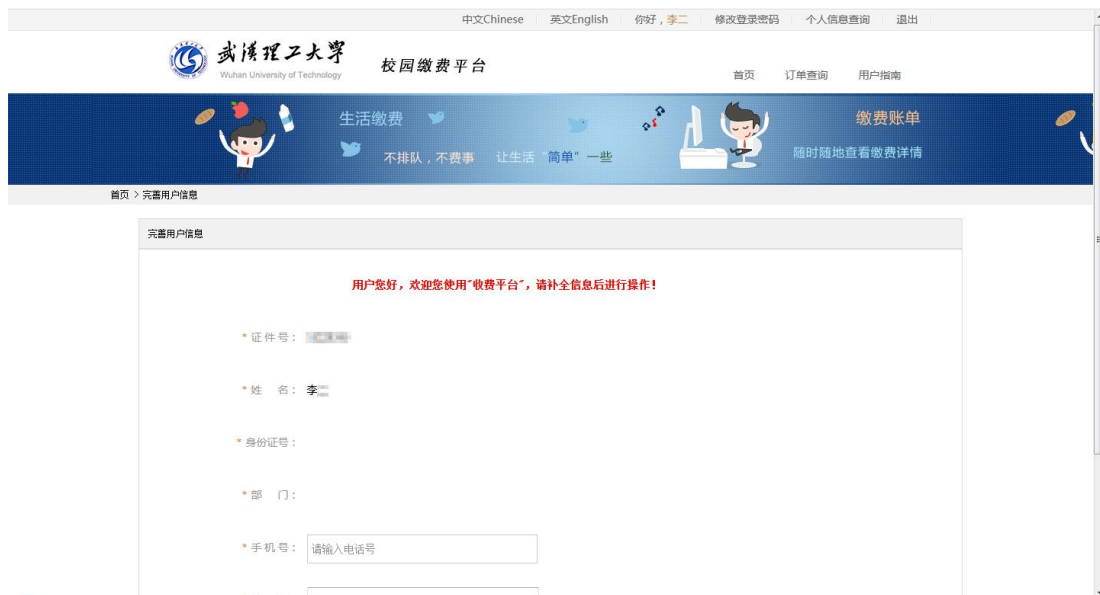 中文Chinese 英文English 你好，李二 修改登录密码 个人信息查询 退出
武汉理工大学
Wuhan University of Technology
校园缴费平台
首页 订单查询 用户指南
生活缴费
不排队，不费事 让生活“简单”一些
缴费账单
随时随地查看缴费详情
首页 > 完善用户信息
完善用户信息
用户您好，欢迎您使用"收费平台"，请补全信息后进行操作！
*证件号：
*姓 名：李
*身份证号：
*部 门：
*手机号：请输入电话号